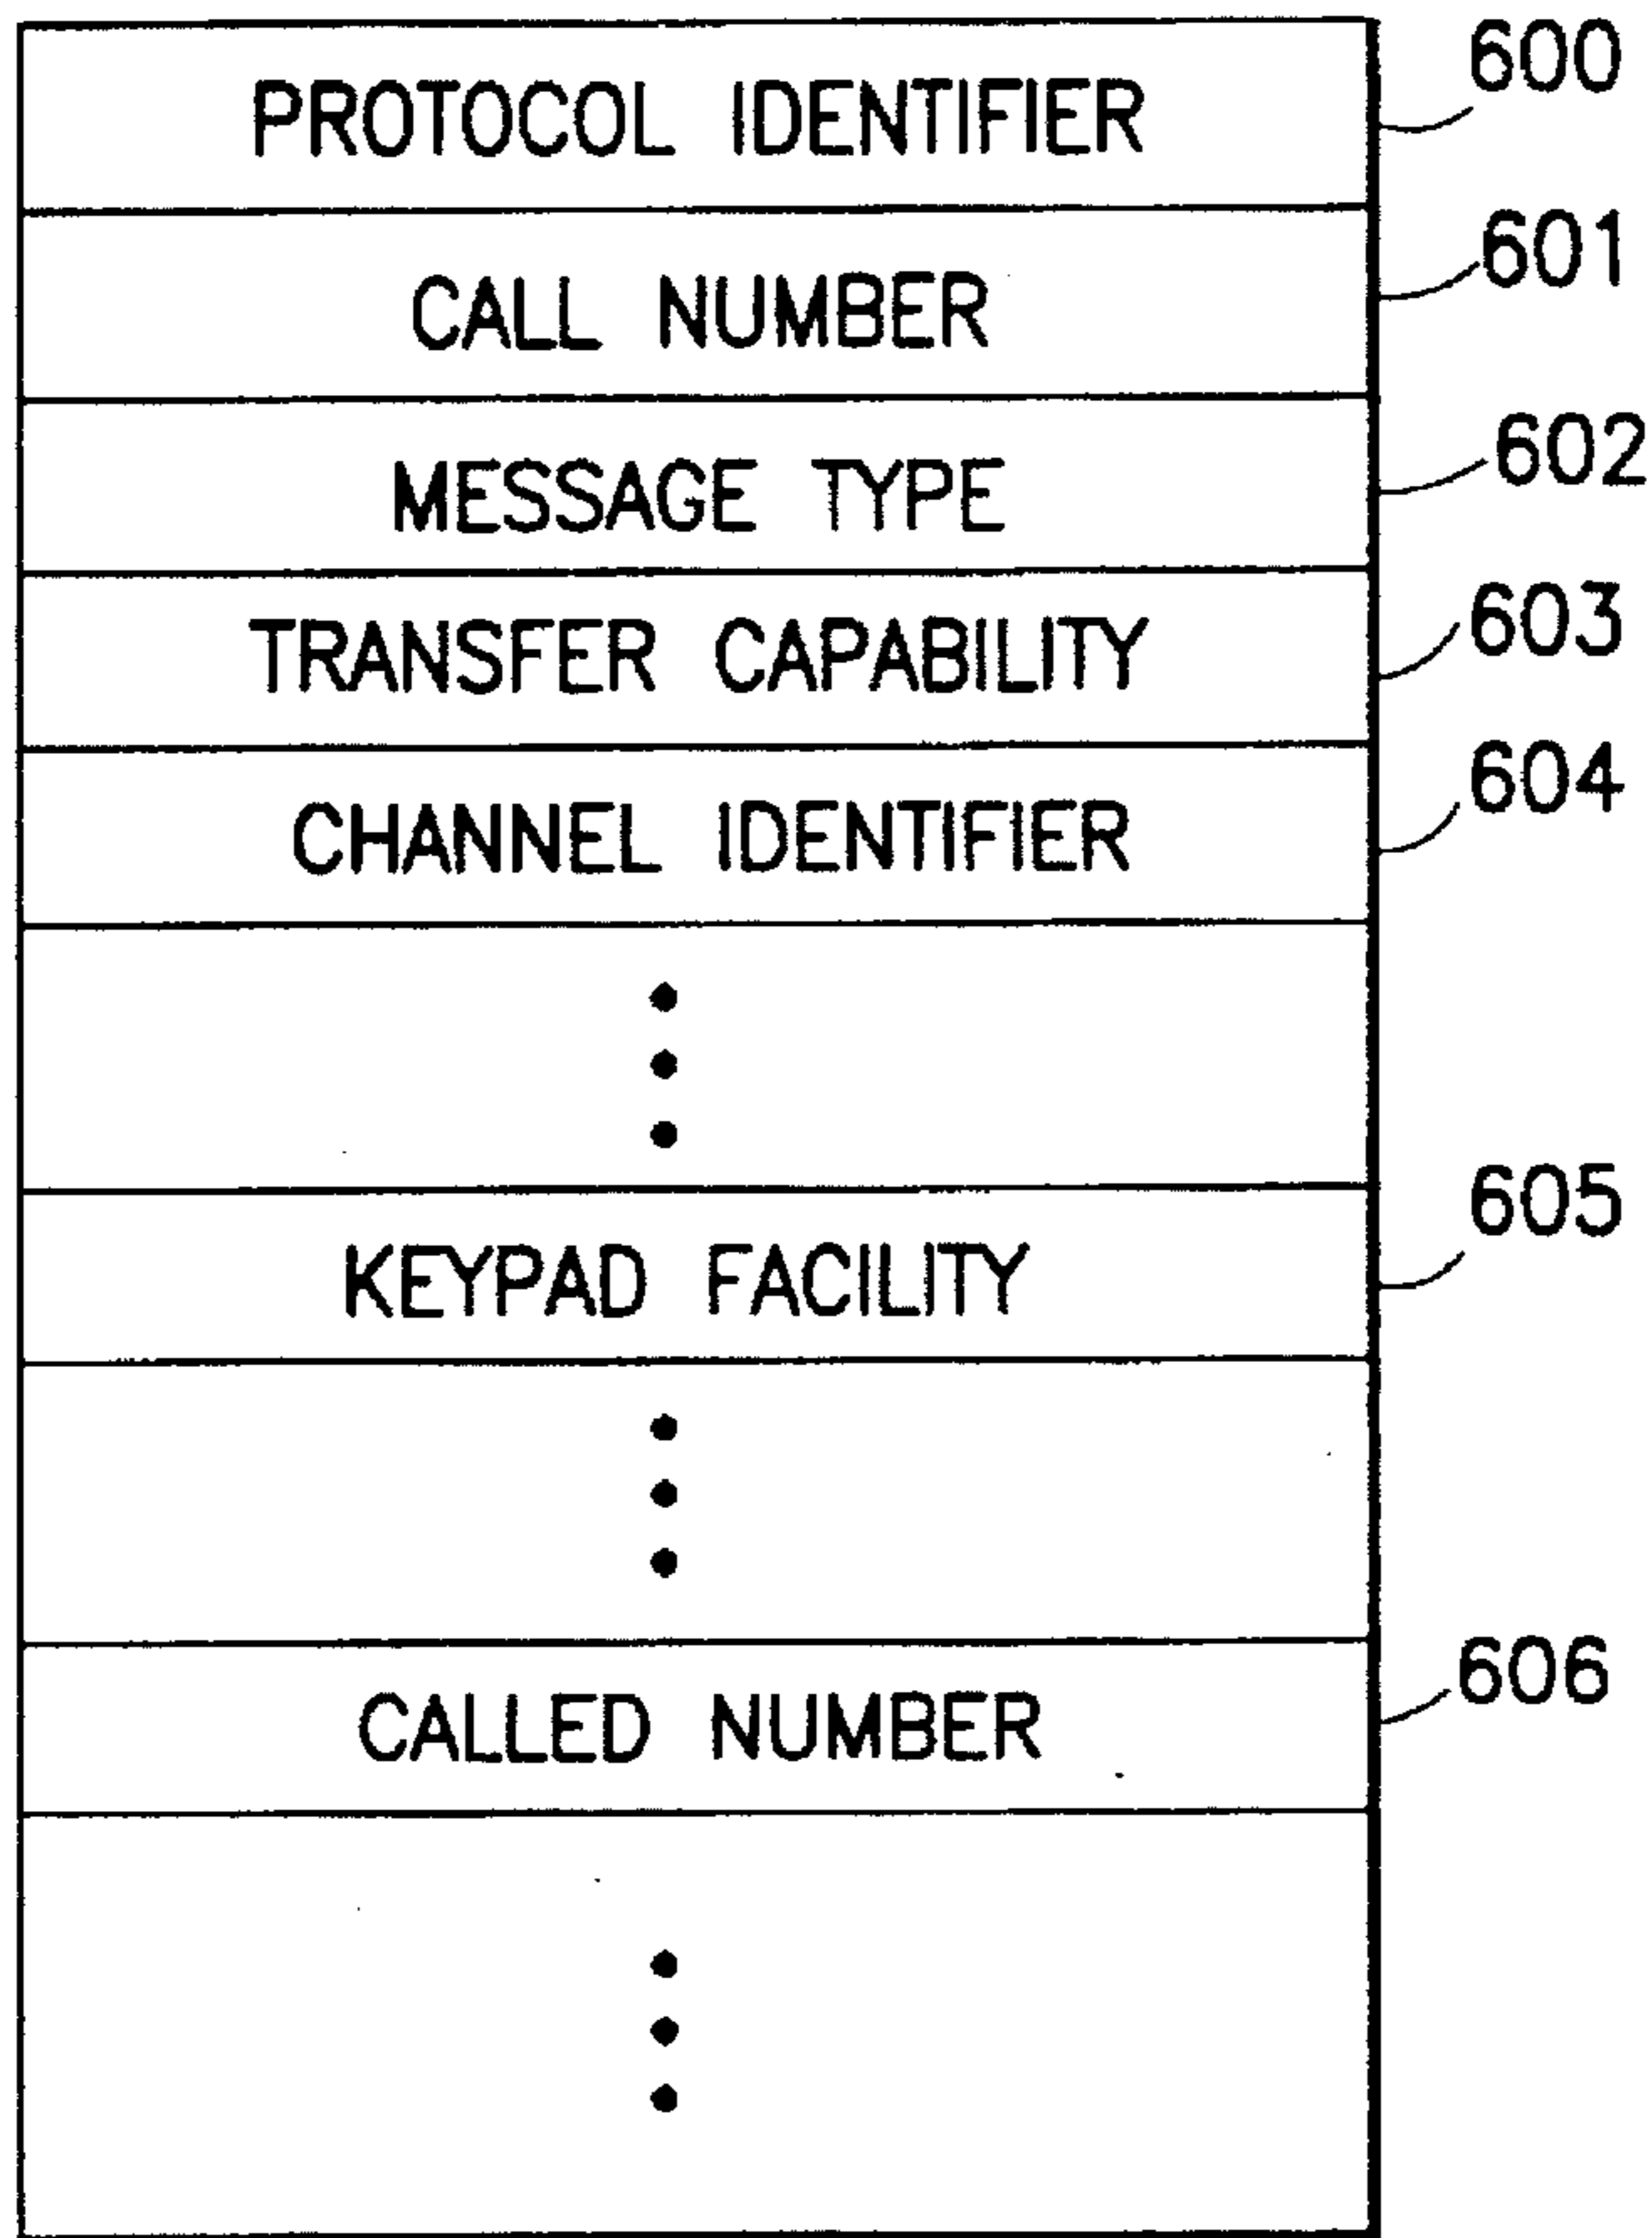 PROTOCOL IDENTIFIER 600
CALL NUMBER 601
MESSAGE TYPE 602
TRANSFER CAPABILITY 603
CHANNEL IDENTIFIER 604
KEYPAD FACILITY 605
CALLED NUMBER 606